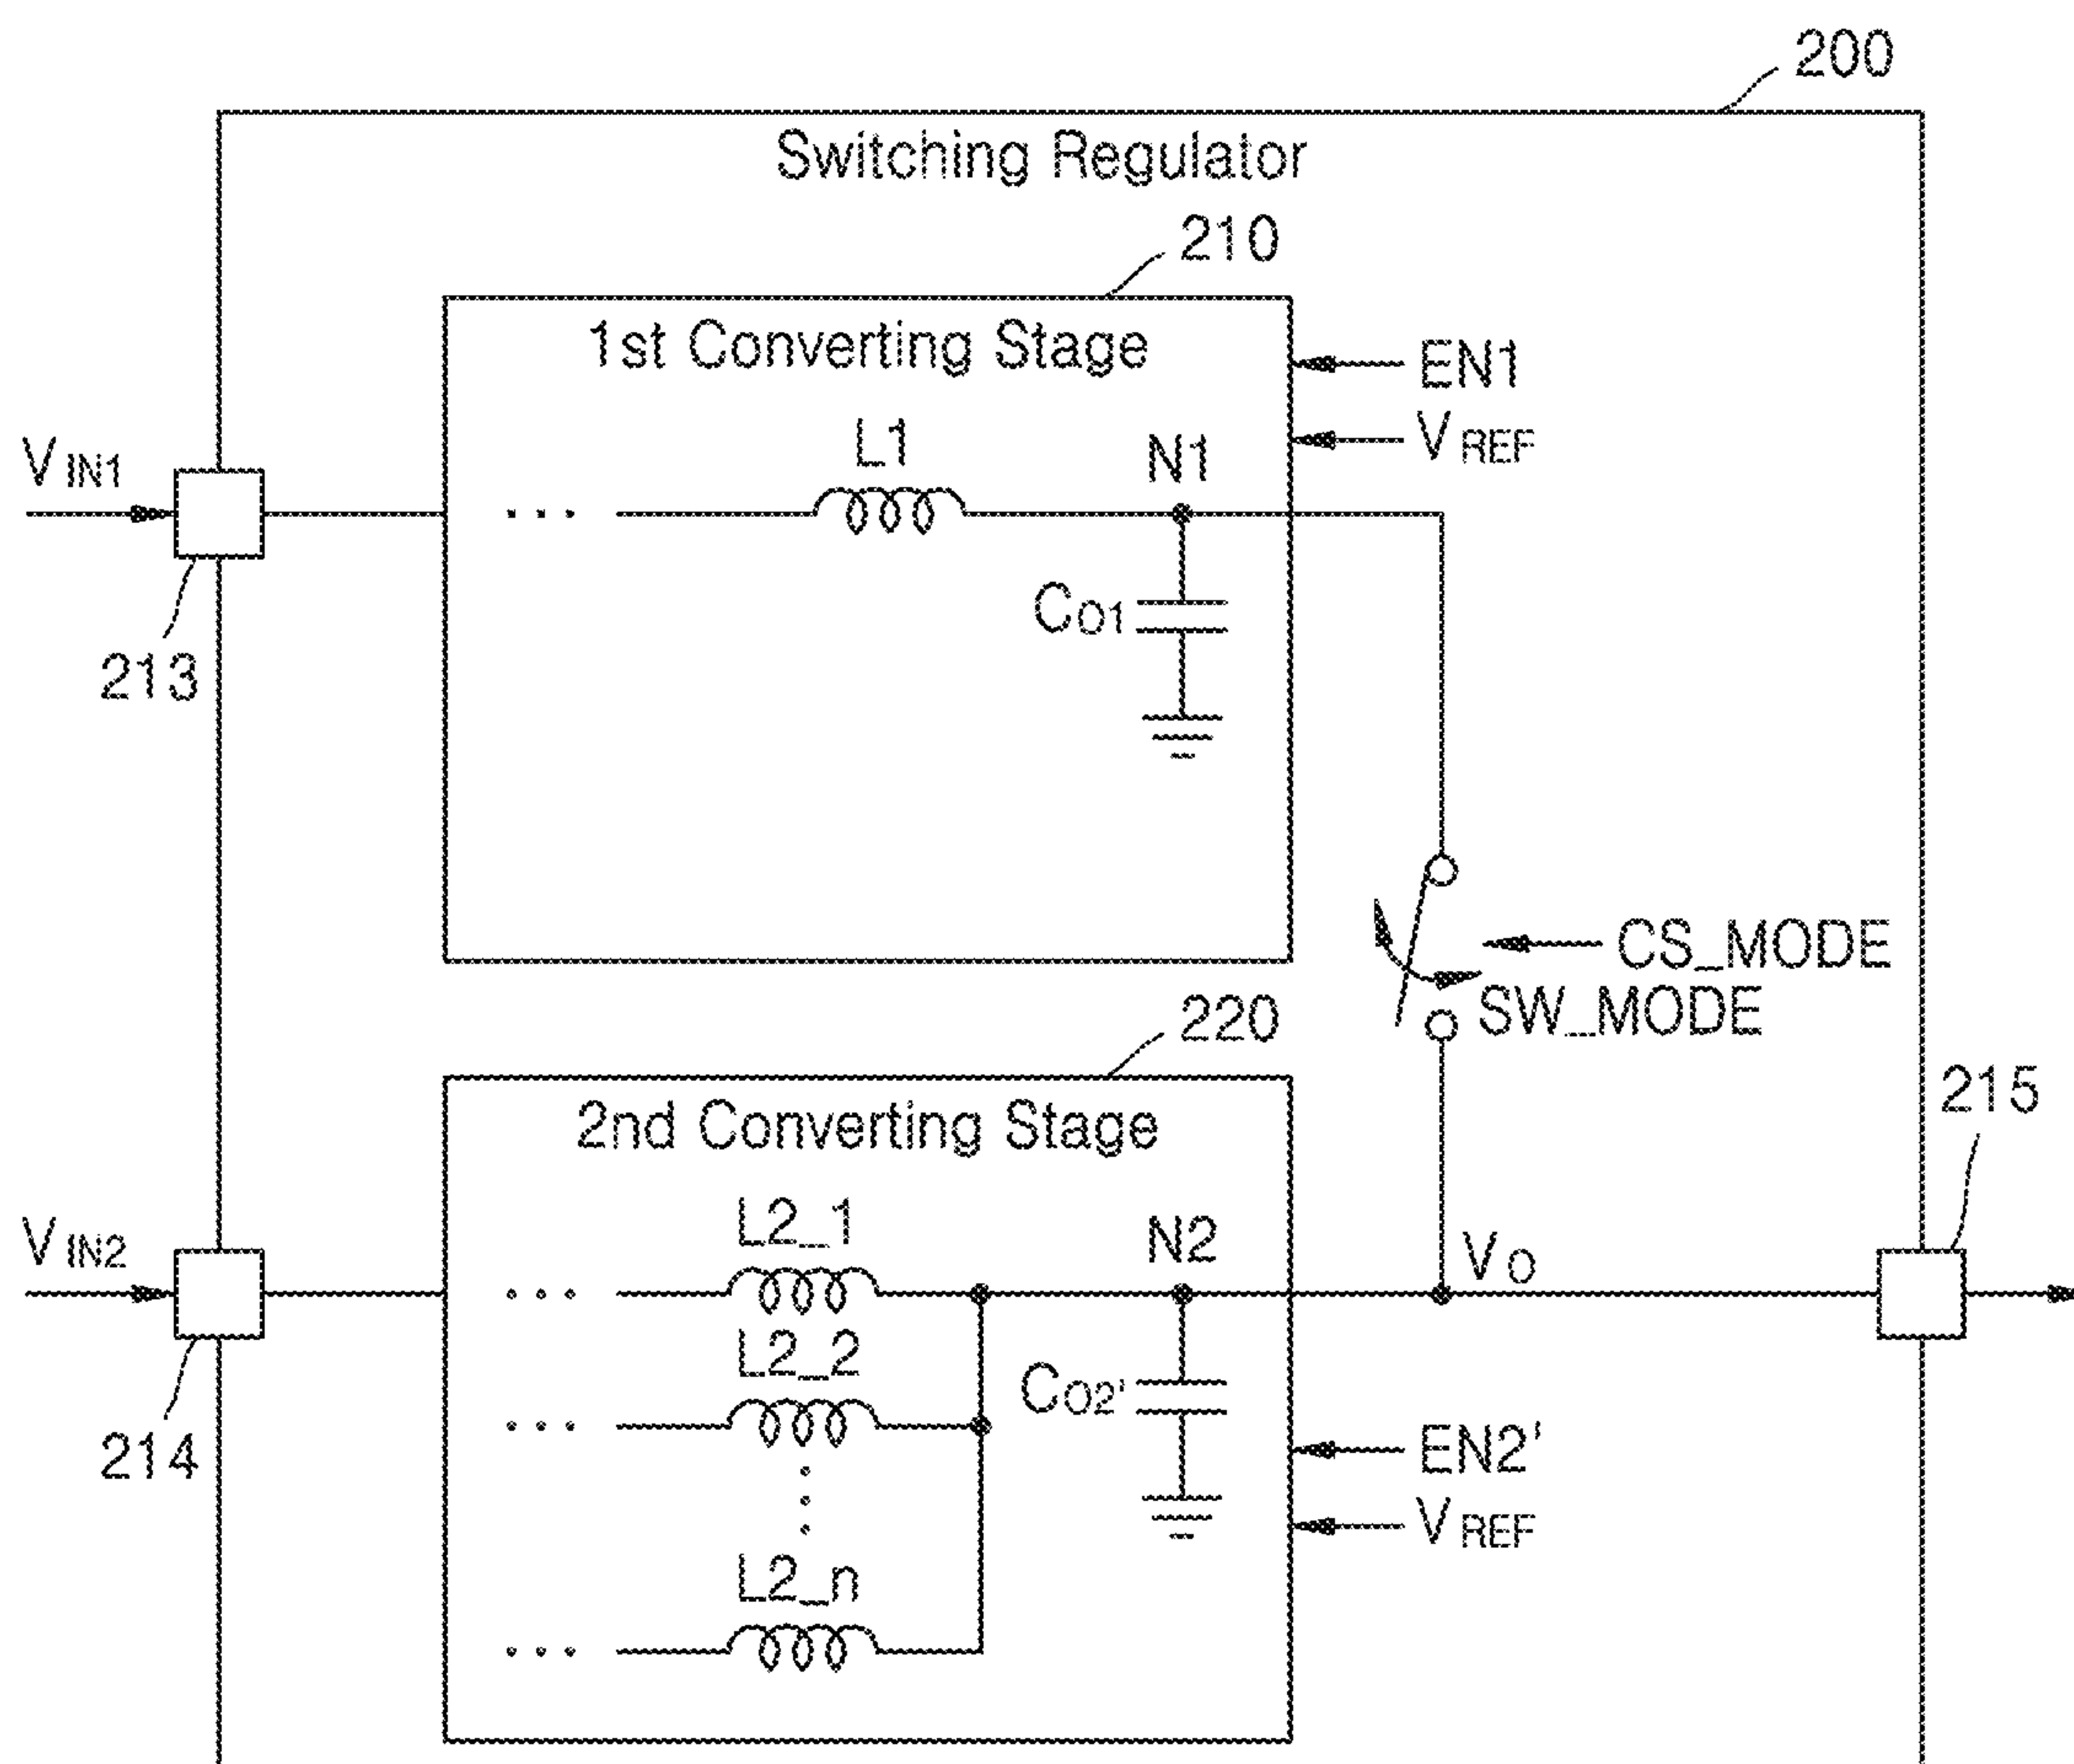 200
Switching Regulator
210
1st Converting Stage
EN1
VREF
VIN1
L1
N1
CO1
213
CS_MODE
SW_MODE
220
2nd Converting Stage
215
VIN2
L2_1
N2
VO
L2_2
CO2'
214
EN2'
VREF
L2_n